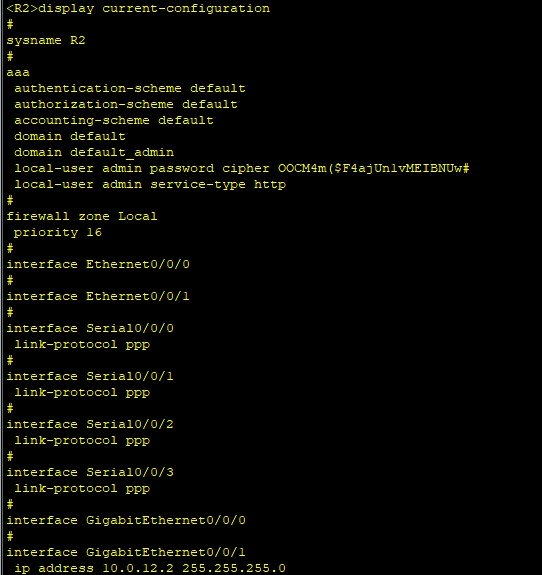 <R2>display current-configuration
#
sysname R2
#
aaa
authentication-scheme default
authorization-scheme default
accounting-scheme default
domain default
domain default_admin
local-user admin password cipher OOCM4m($F4ajUn1vMEIBNUw#
local-user admin service-type http
#
firewall zone Local
priority 16
#
interface Ethernet0/0/0
#
interface Ethernet0/0/1
#
interface Serial0/0/0
link-protocol ppp
#
interface Serial0/0/1
link-protocol ppp
#
interface Serial0/0/2
link-protocol ppp
#
interface Serial0/0/3
link-protocol ppp
#
interface GigabitEthernet0/0/0
#
interface GigabitEthernet0/0/1
ip address 10.0.12.2 255.255.255.0